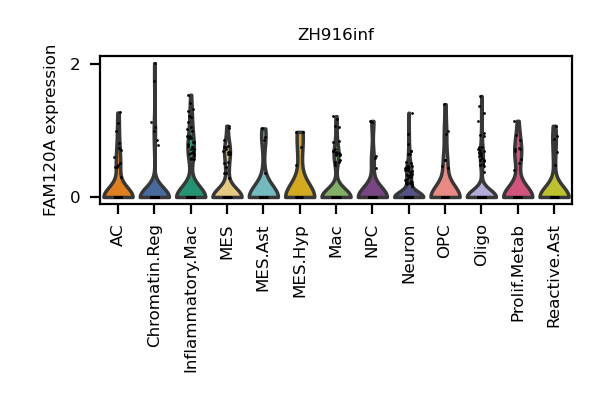 ZH916inf
FAM120A expression
2
0
AC
Chromatin.Reg
Inflammatory.Mac
MES
MES.Ast
MES.Hyp
Mac
NPC
Neuron
OPC
Oligo
Prolif.Metab
Reactive.Ast